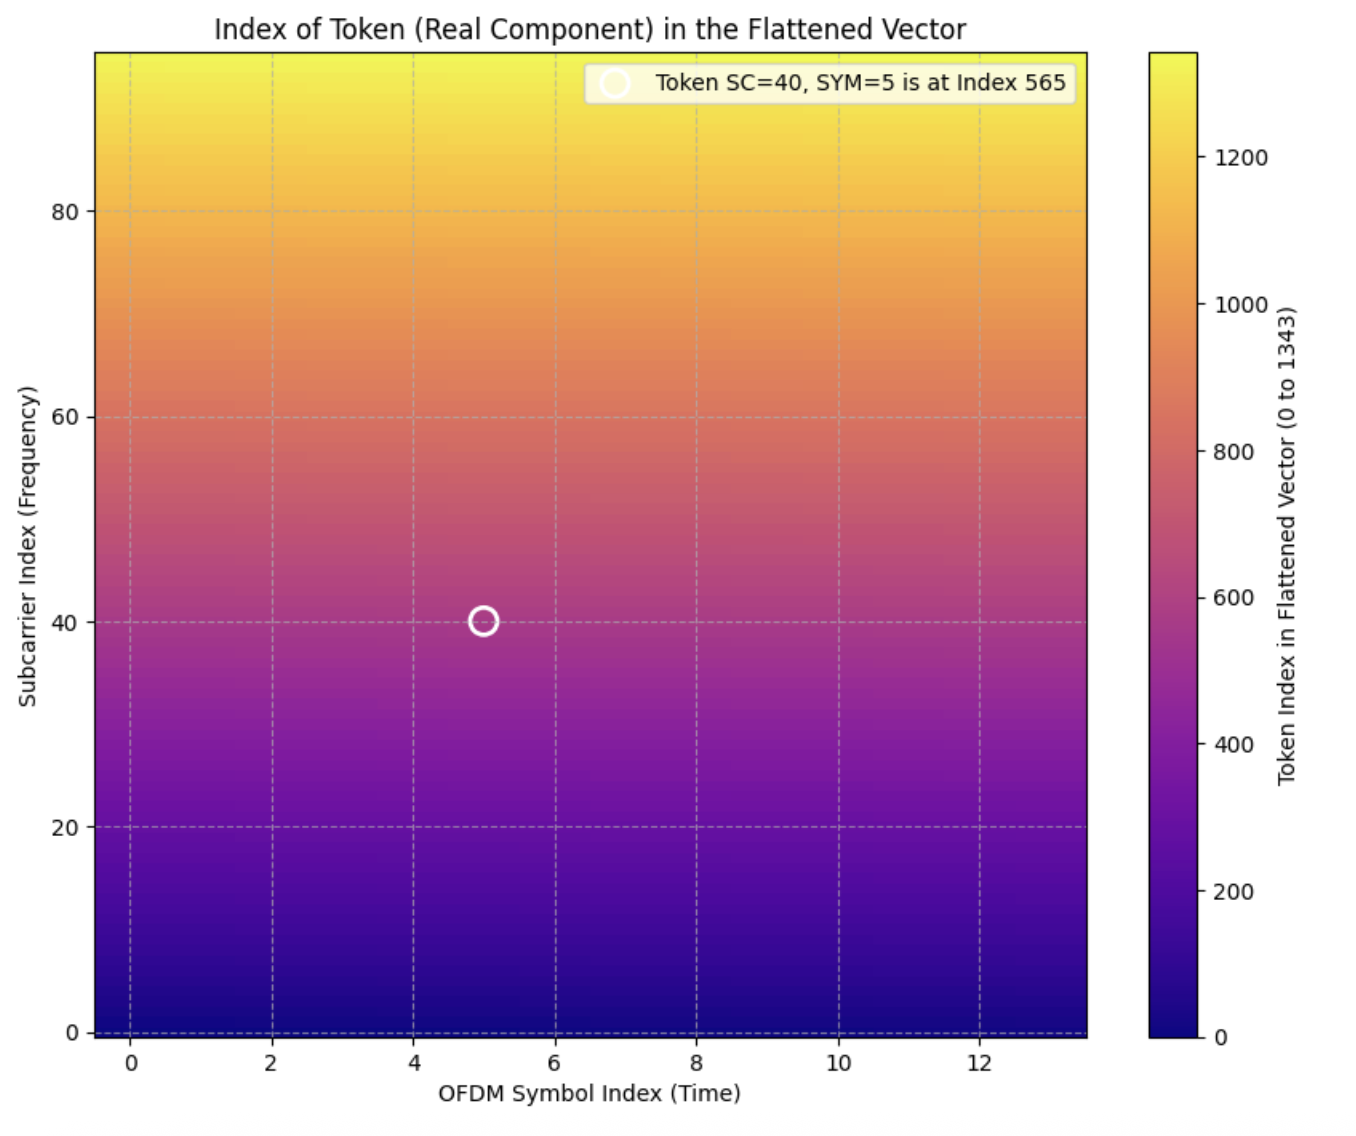 Index of Token (Real Component) in the Flattened Vector
Token SC=40, SYM=5 is at Index 565
Subcarrier Index (Frequency)
80
60
40
20
0
0 2 4 6 8 10 12
OFDM Symbol Index (Time)
1200
1000
800
600
400
200
0
Token Index in Flattened Vector (0 to 1343)